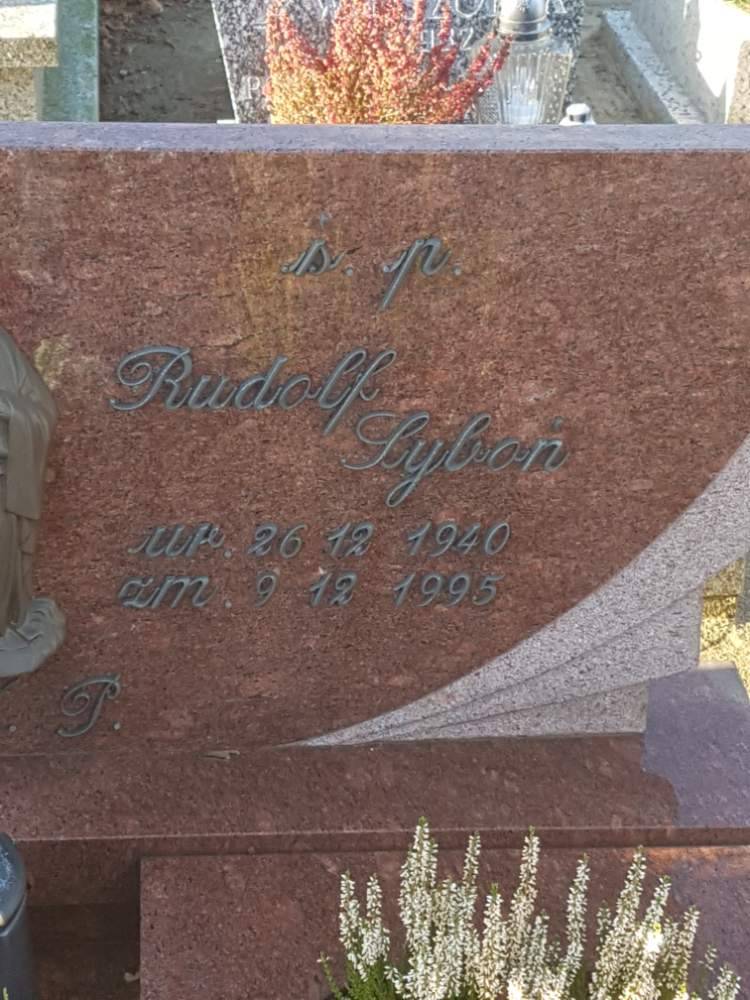 ś. p.
Rudolf
Syboń
ur. 26 12 1940
zm. 9 12 1995
. P.